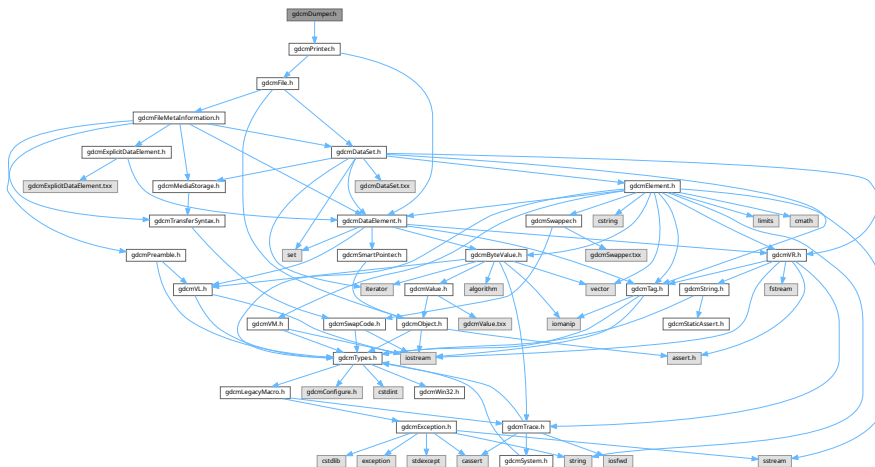 gdcmDumper.h
gdcmPrinter.h
gdcmFile.h
gdcmFileMetaInformation.h
gdcmExplicitDataElement.h
gdcmDataSet.h
gdcmExplicitDataElement.txx
gdcmMediaStorage.h
gdcmDataSet.txx
gdcmElement.h
gdcmTransferSyntax.h
gdcmDataElement.h
gdcmSwapper.h
cstring
limits
cmath
gdcmPreamble.h
set
gdcmSmartPointer.h
gdcmByteValue.h
gdcmSwapper.txx
gdcmVR.h
gdcmVL.h
iterator
gdcmValue.h
algorithm
vector
gdcmTag.h
gdcmString.h
fstream
gdcmVM.h
gdcmSwapCode.h
gdcmObject.h
gdcmValue.txx
iomanip
gdcmStaticAssert.h
gdcmTypes.h
iostream
assert.h
gdcmLegacyMacro.h
gdcmConfigure.h
cstdint
gdcmWin32.h
gdcmException.h
gdcmTrace.h
cstdlib
exception
stdexcept
cassert
gdcmSystem.h
string
iosfwd
sstream